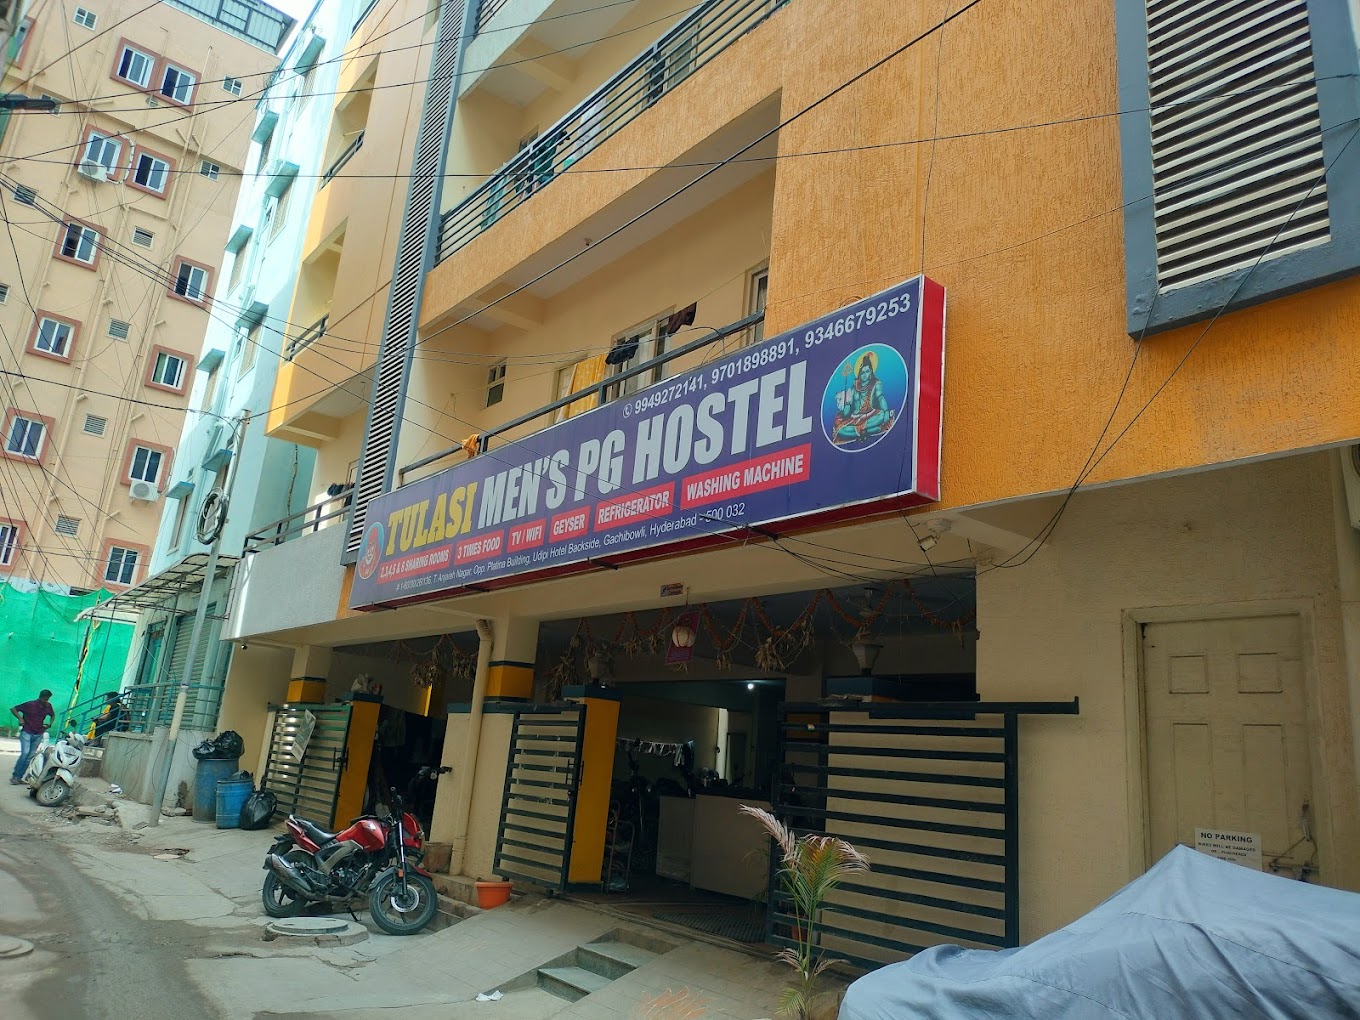 9949272141, 9701898891, 9346679253
TULASI MEN'S PG HOSTEL
2,3,4,5 & 6 SHARING ROOMS 3 TIMES FOOD TV / WIFI GEYSER REFRIGERATOR WASHING MACHINE
T. Anjaiah Nagar, Opp. Platina Building, Udipi Hotel Backside, Gachibowli, Hyderabad - 500 032
NO PARKING